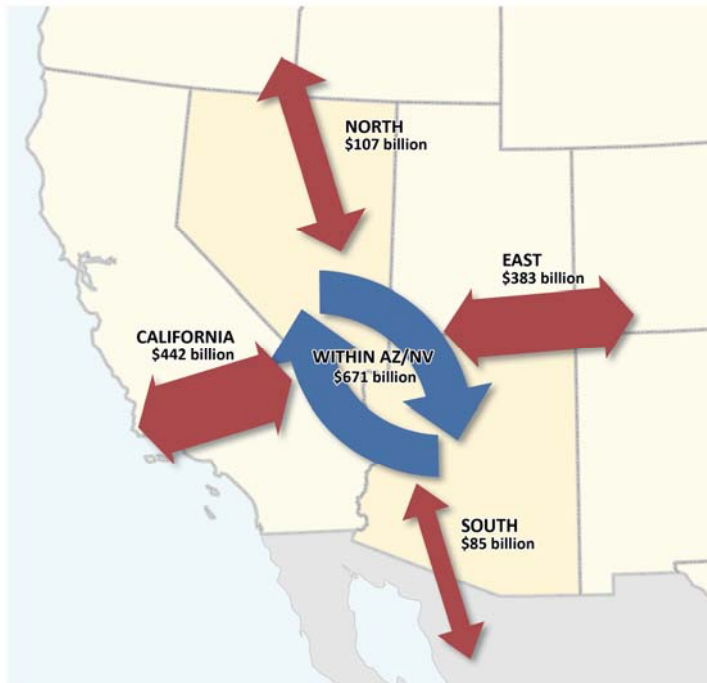 NORTH
$107 billion
EAST
$383 billion
CALIFORNIA
$442 billion
WITHIN AZ/NV
$671 billion
SOUTH
$85 billion